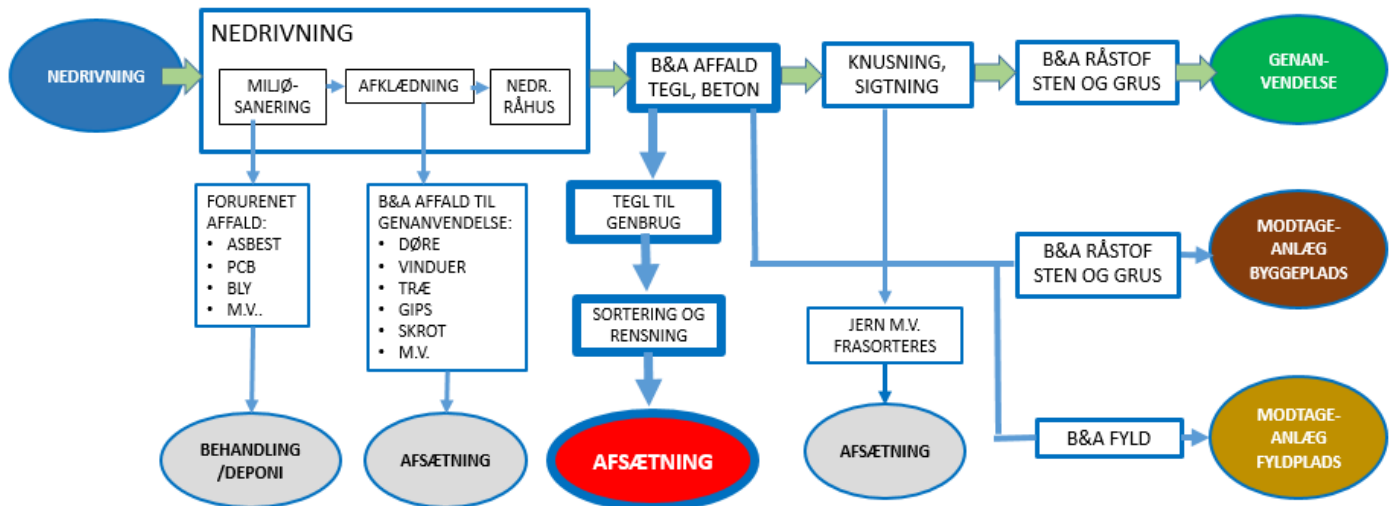 NEDRIVNING
NEDRIVNING
MILJØ-
SANERING
AFKLÆDNING
NEDR.
RÅHUS
B&A AFFALD
TEGL, BETON
KNUSNING,
SIGTNING
B&A RÅSTOF
STEN OG GRUS
GENAN-
VENDELSE
FORURENET
AFFALD:
• ASBEST
• PCB
• BLY
• M.V..
B&A AFFALD TIL
GENANVENDELSE:
• DØRE
• VINDUER
• TRÆ
• GIPS
• SKROT
• M.V.
TEGL TIL
GENBRUG
SORTERING OG
RENSNING
B&A RÅSTOF
STEN OG GRUS
MODTAGE-
ANLÆG
BYGGEPLADS
JERN M.V.
FRASORTERES
BEHANDLING
/DEPONI
AFSÆTNING
AFSÆTNING
AFSÆTNING
B&A FYLD
MODTAGE-
ANLÆG
FYLDPLADS